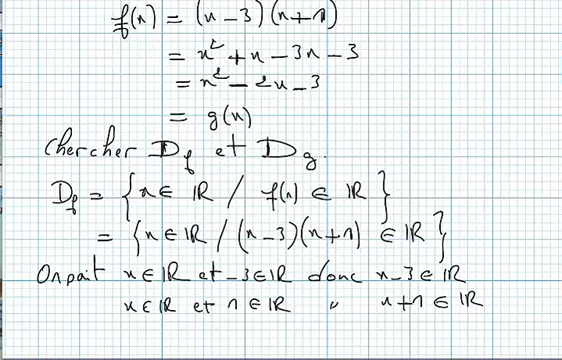 f(x) = (x-3)(x+1)
= x² + x - 3x - 3
= x² - 2x - 3
= g(x)
Chercher Df et Dg.
Df = {x ∈ ℝ / f(x) ∈ ℝ}
= {x ∈ ℝ / (x-3)(x+1) ∈ ℝ}
On sait x ∈ ℝ et -3 ∈ ℝ donc x-3 ∈ ℝ
x ∈ ℝ et 1 ∈ ℝ " x+1 ∈ ℝ